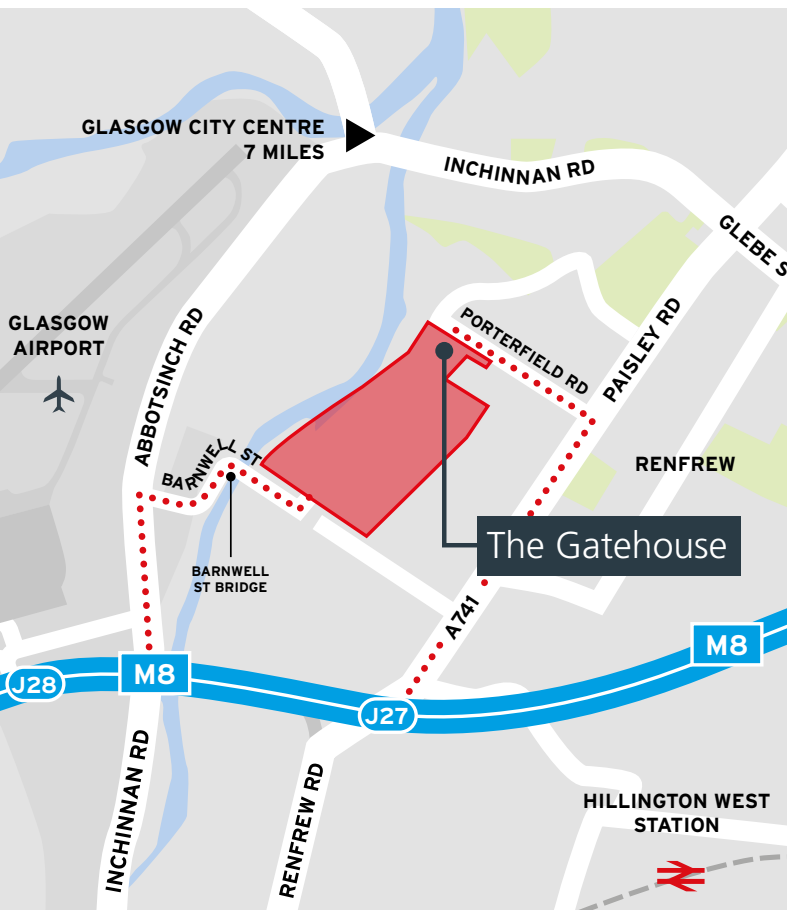 GLASGOW CITY CENTRE
7 MILES
INCHINNAN RD
GLEBE S
GLASGOW
AIRPORT
ABBOTSINCH RD
PORTERFIELD RD
PAISLEY RD
BARNWELL ST
RENFREW
The Gatehouse
BARNWELL
ST BRIDGE
A741
M8
M8
J28
J27
INCHINNAN RD
RENFREW RD
HILLINGTON WEST
STATION